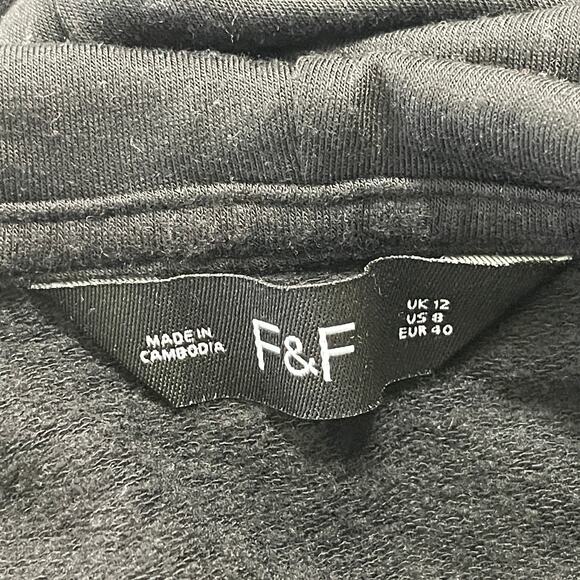 MADE IN
CAMBODIA
F&F
UK 12
US 8
EUR 40